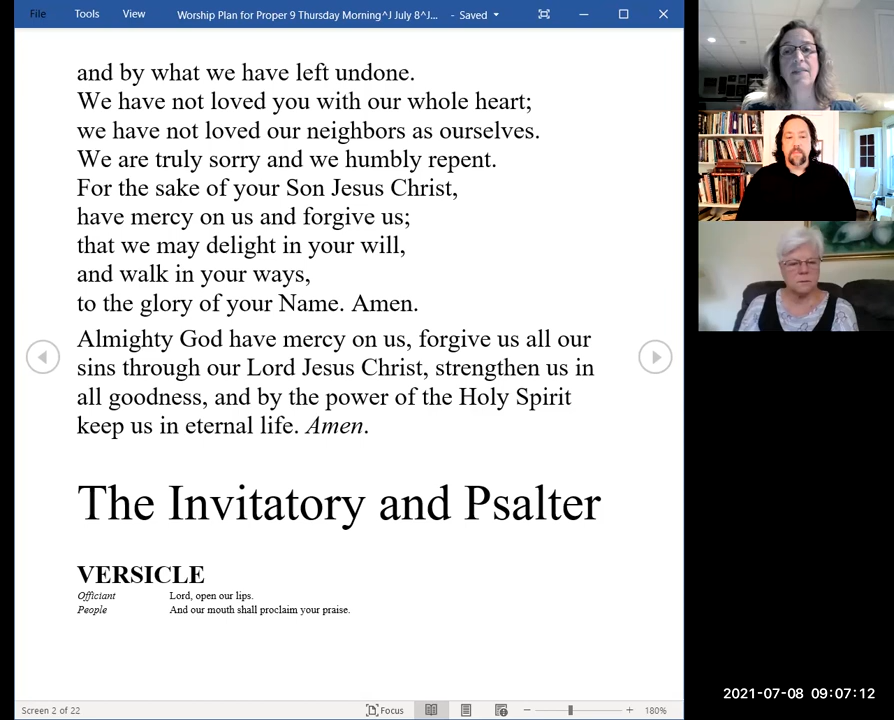 File Tools View Worship Plan for Proper 9 Thursday Morning^J July 8^J... - Saved
and by what we have left undone.
We have not loved you with our whole heart;
we have not loved our neighbors as ourselves.
We are truly sorry and we humbly repent.
For the sake of your Son Jesus Christ,
have mercy on us and forgive us;
that we may delight in your will,
and walk in your ways,
to the glory of your Name. Amen.
Almighty God have mercy on us, forgive us all our
sins through our Lord Jesus Christ, strengthen us in
all goodness, and by the power of the Holy Spirit
keep us in eternal life. Amen.
The Invitatory and Psalter
VERSICLE
Officiant Lord, open our lips.
People And our mouth shall proclaim your praise.
2021-07-08 09:07:12
Screen 2 of 22 Focus 180%